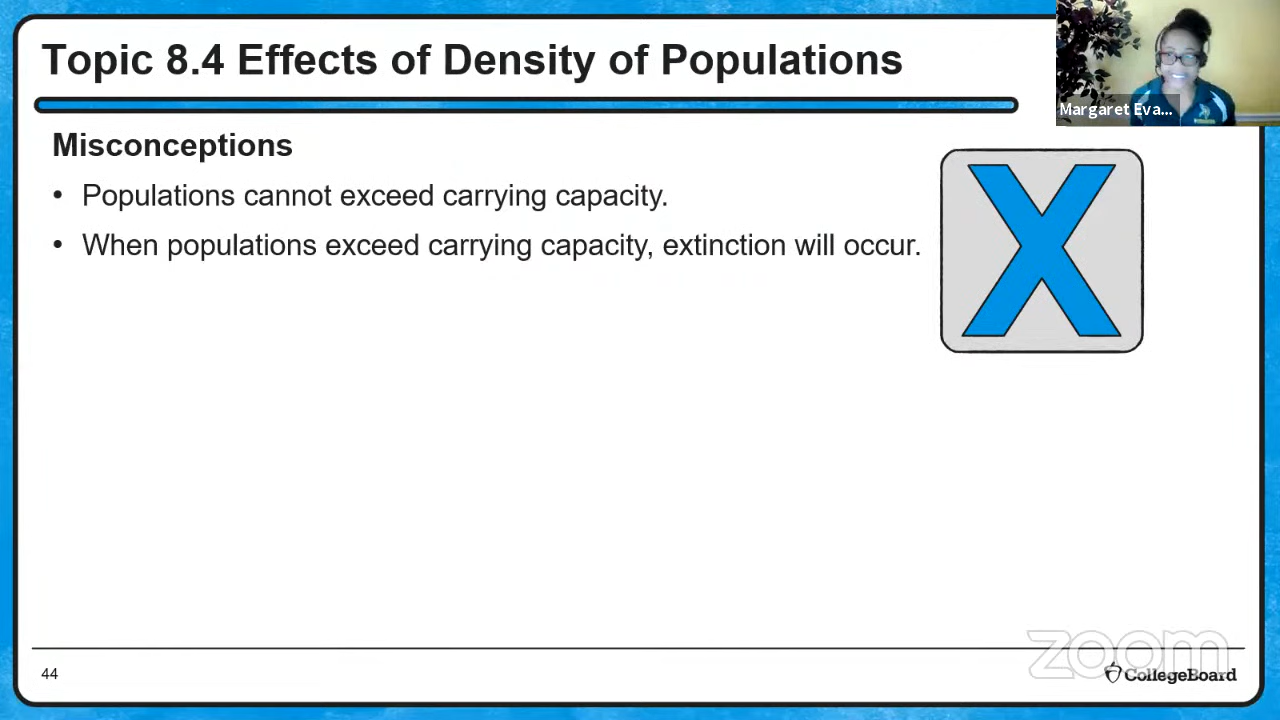 Topic 8.4 Effects of Density of Populations
Margaret Eva...
Misconceptions
• Populations cannot exceed carrying capacity.
• When populations exceed carrying capacity, extinction will occur.
X
zoom
44
CollegeBoard